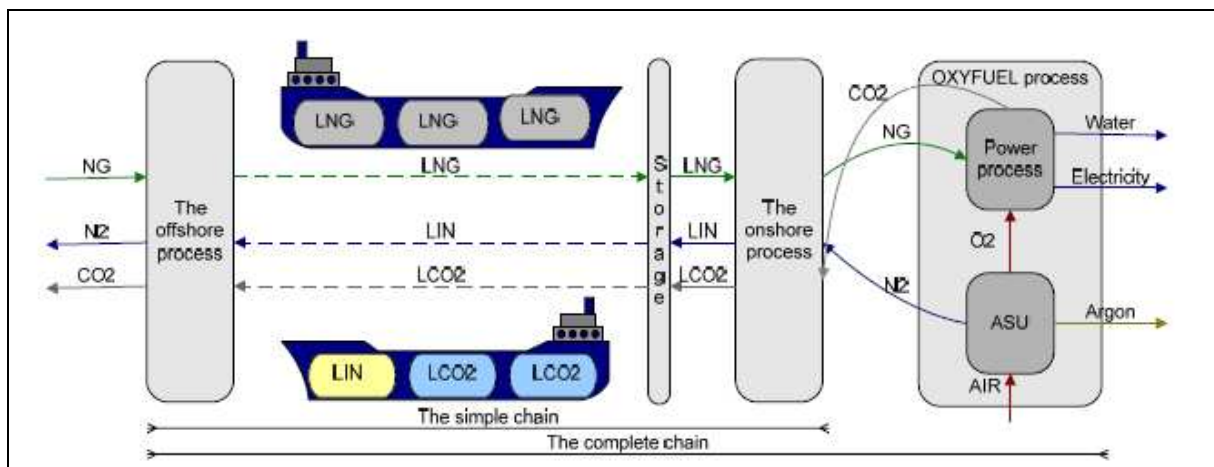 OXYFUEL process
CO2
LNG LNG LNG
NG
Water
NG
LNG
LNG
Power
process
Electricity
The
offshore
process
Storage
The
onshore
process
N2
LIN
LIN
O2
CO2
LCO2
LCO2
N2
ASU
Argon
LIN LCO2 LCO2
AIR
The simple chain
The complete chain